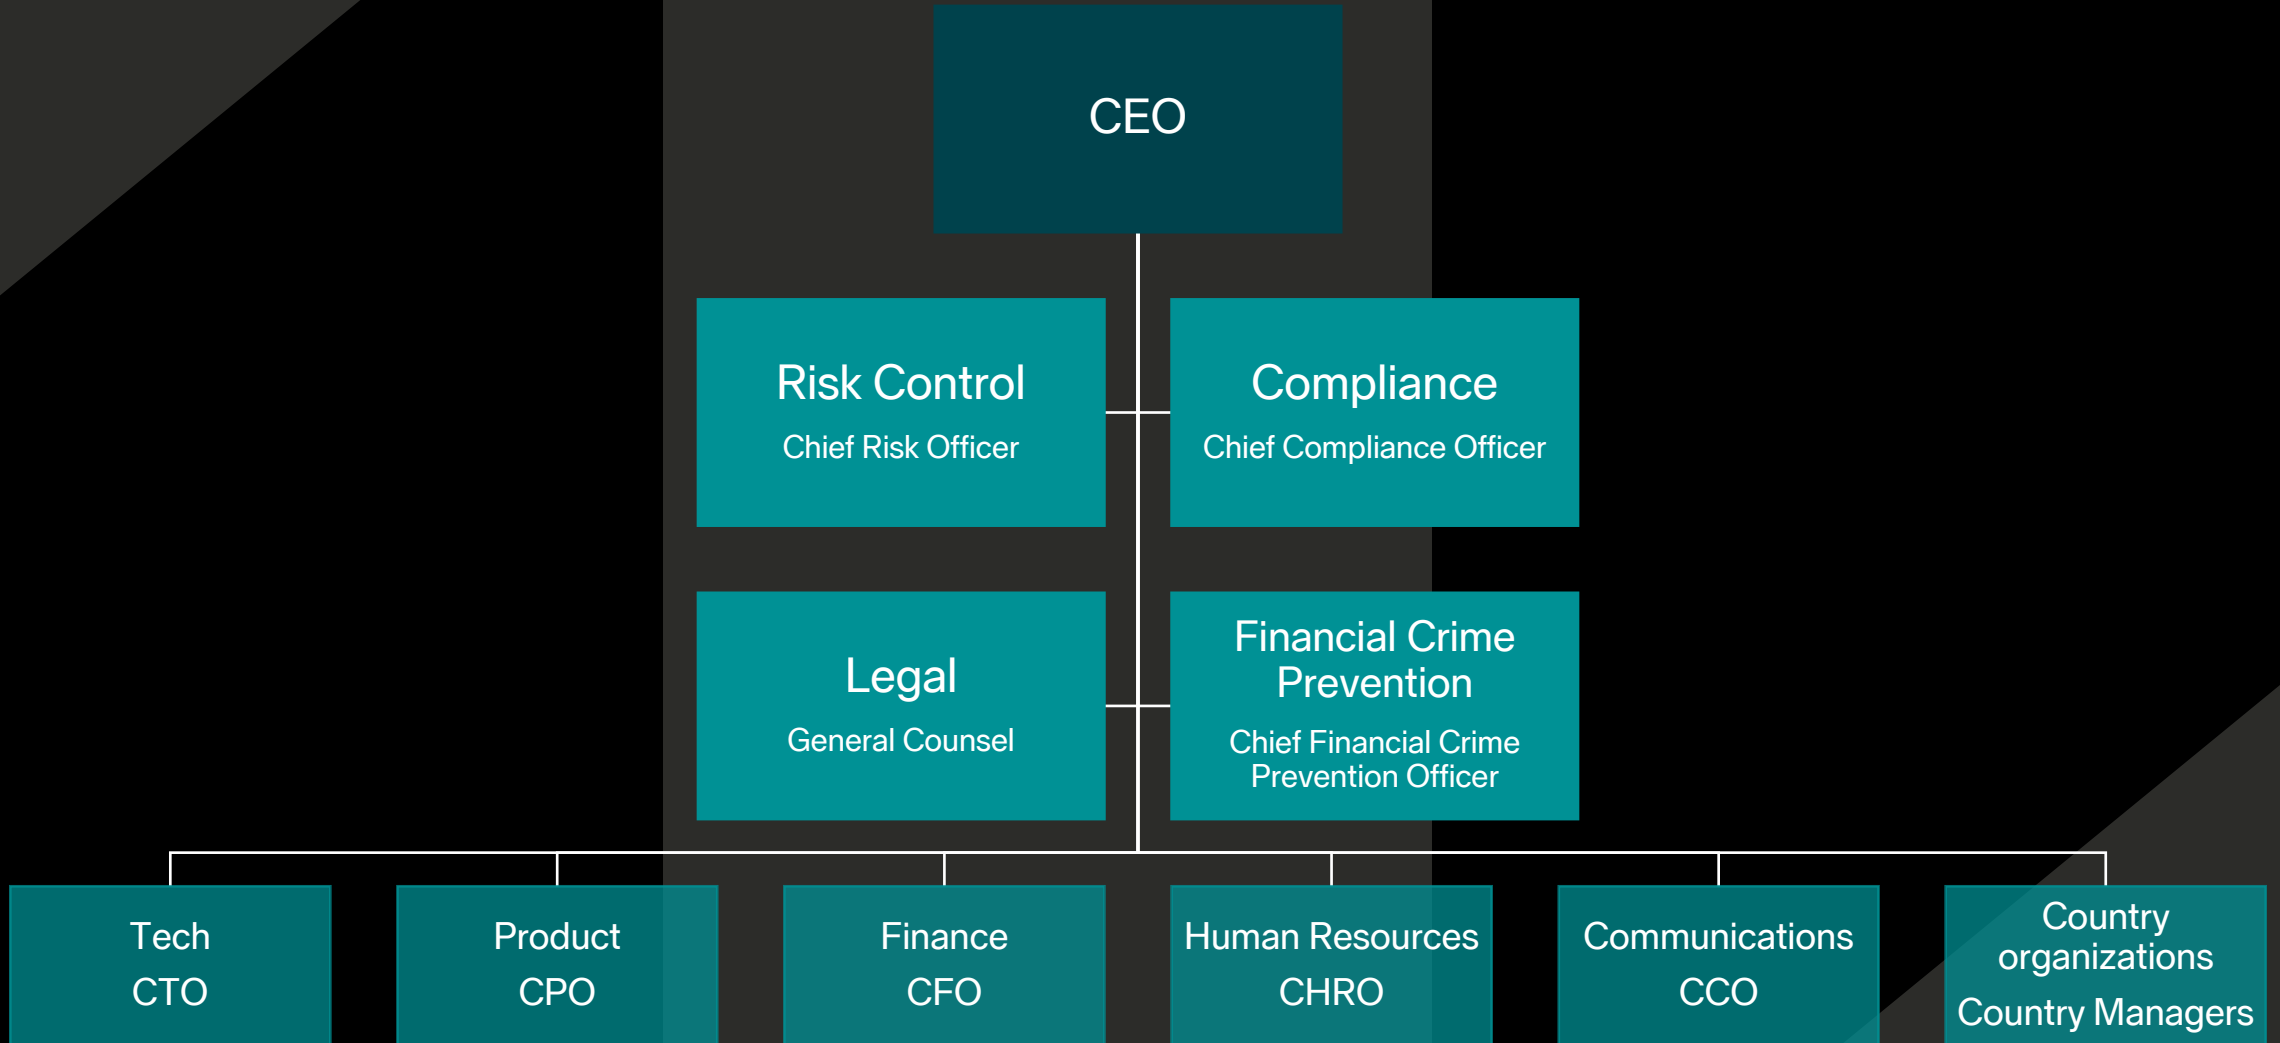 CEO
Risk Control
Chief Risk Officer
Compliance
Chief Compliance Officer
Legal
General Counsel
Financial Crime
Prevention
Chief Financial Crime
Prevention Officer
Tech
CTO
Product
CPO
Finance
CFO
Human Resources
CHRO
Communications
CCO
Country
organizations
Country Managers